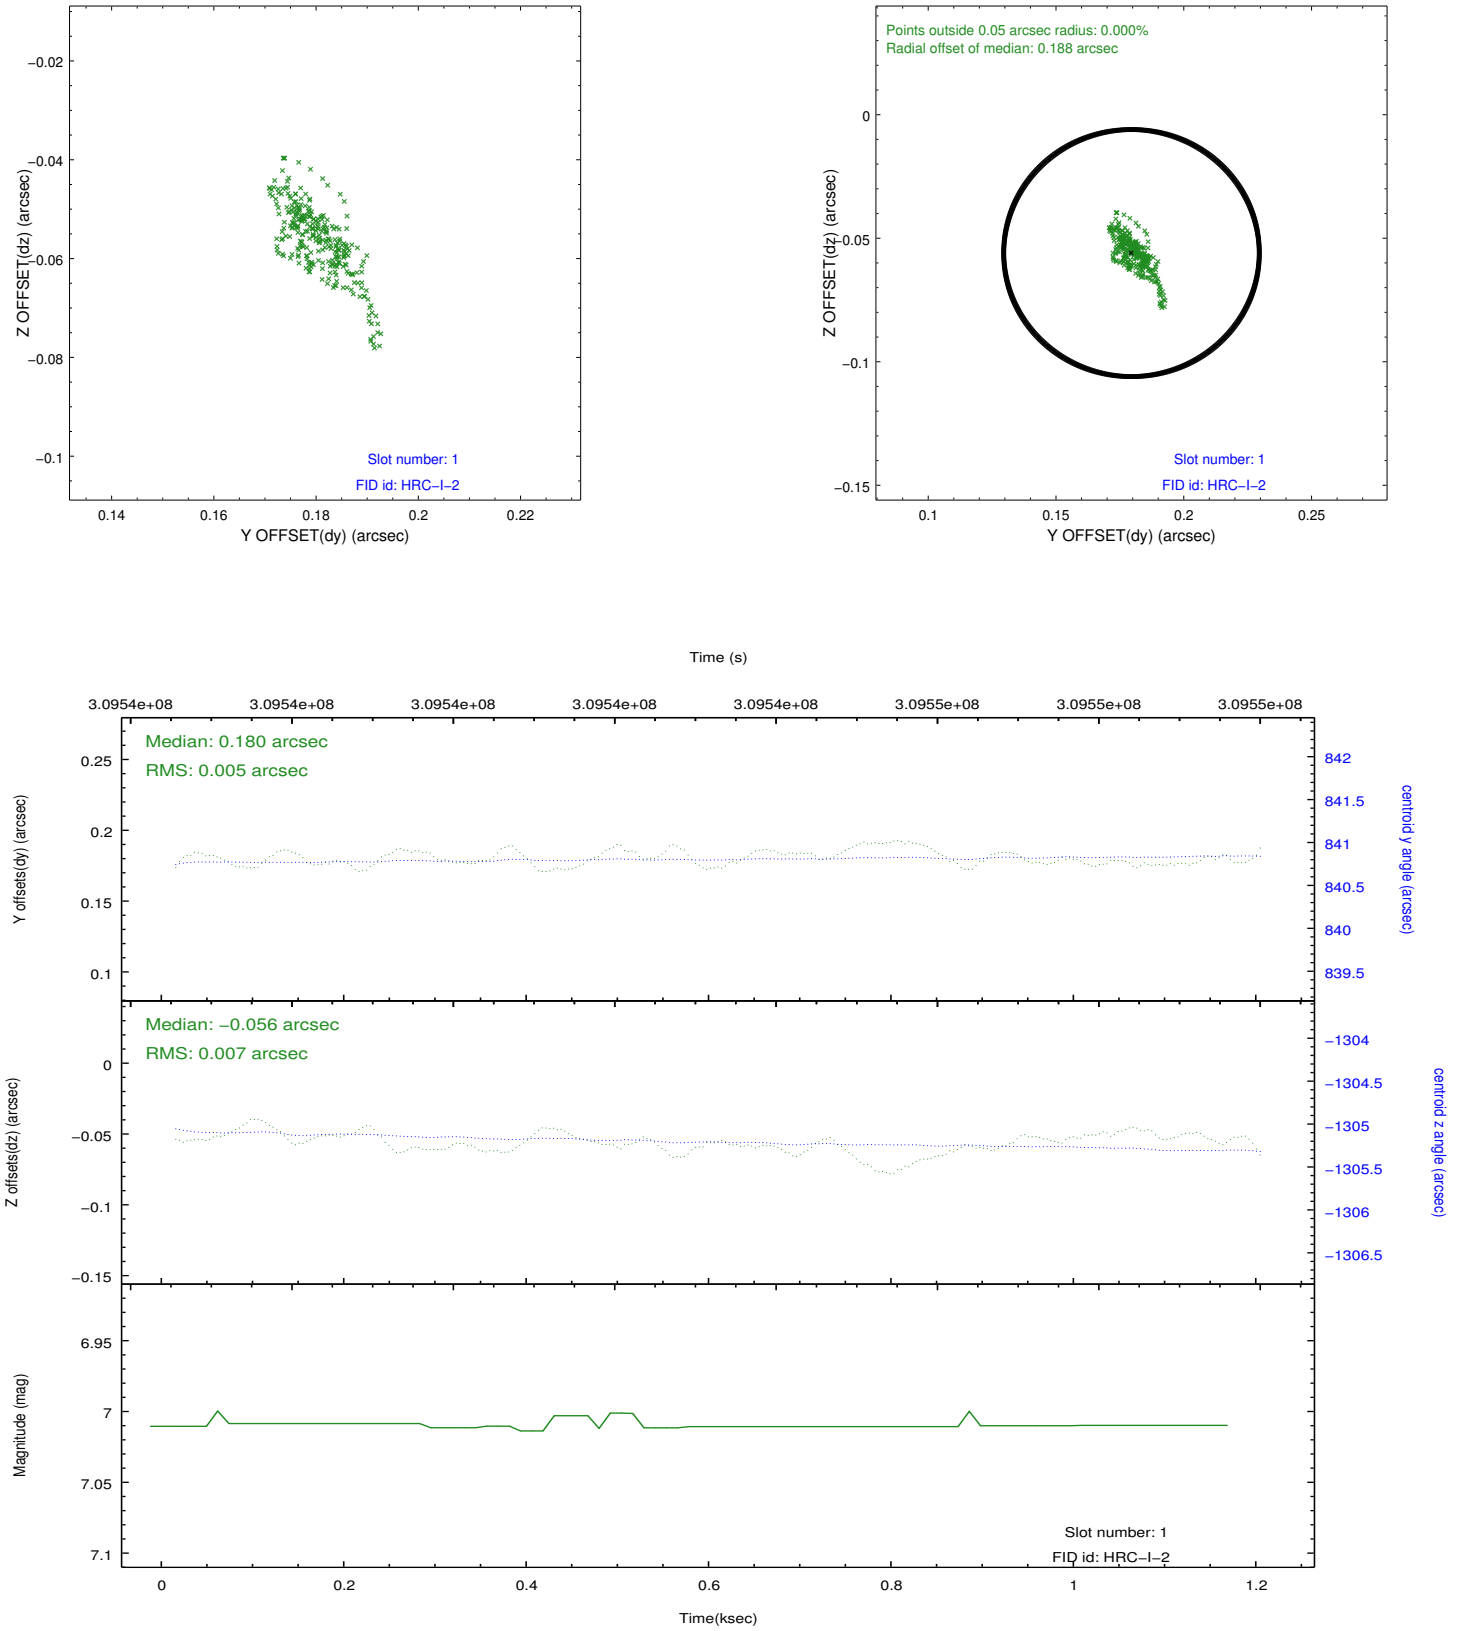 −0.02
−0.04
−0.06
−0.08
−0.1
Z OFFSET(dz) (arcsec)
Slot number: 1
FID id: HRC−I−2
0.14
0.16
0.18
0.2
0.22
Y OFFSET(dy) (arcsec)
Points outside 0.05 arcsec radius: 0.000%
Radial offset of median: 0.188 arcsec
0
−0.05
−0.1
−0.15
Z OFFSET(dz) (arcsec)
Slot number: 1
FID id: HRC−I−2
0.1
0.15
0.2
0.25
Y OFFSET(dy) (arcsec)
Time (s)
3.0954e+08
3.0954e+08
3.0954e+08
3.0954e+08
3.0954e+08
3.0955e+08
3.0955e+08
3.0955e+08
Median: 0.180 arcsec
RMS: 0.005 arcsec
0.25
0.2
0.15
0.1
Y offsets(dy) (arcsec)
842
841.5
841
840.5
840
839.5
centroid y angle (arcsec)
Median: −0.056 arcsec
RMS: 0.007 arcsec
0
−0.05
−0.1
−0.15
Z offsets(dz) (arcsec)
−1304
−1304.5
−1305
−1305.5
−1306
−1306.5
centroid z angle (arcsec)
6.95
7
7.05
7.1
Magnitude (mag)
Slot number: 1
FID id: HRC−I−2
0
0.2
0.4
0.6
0.8
1
1.2
Time(ksec)